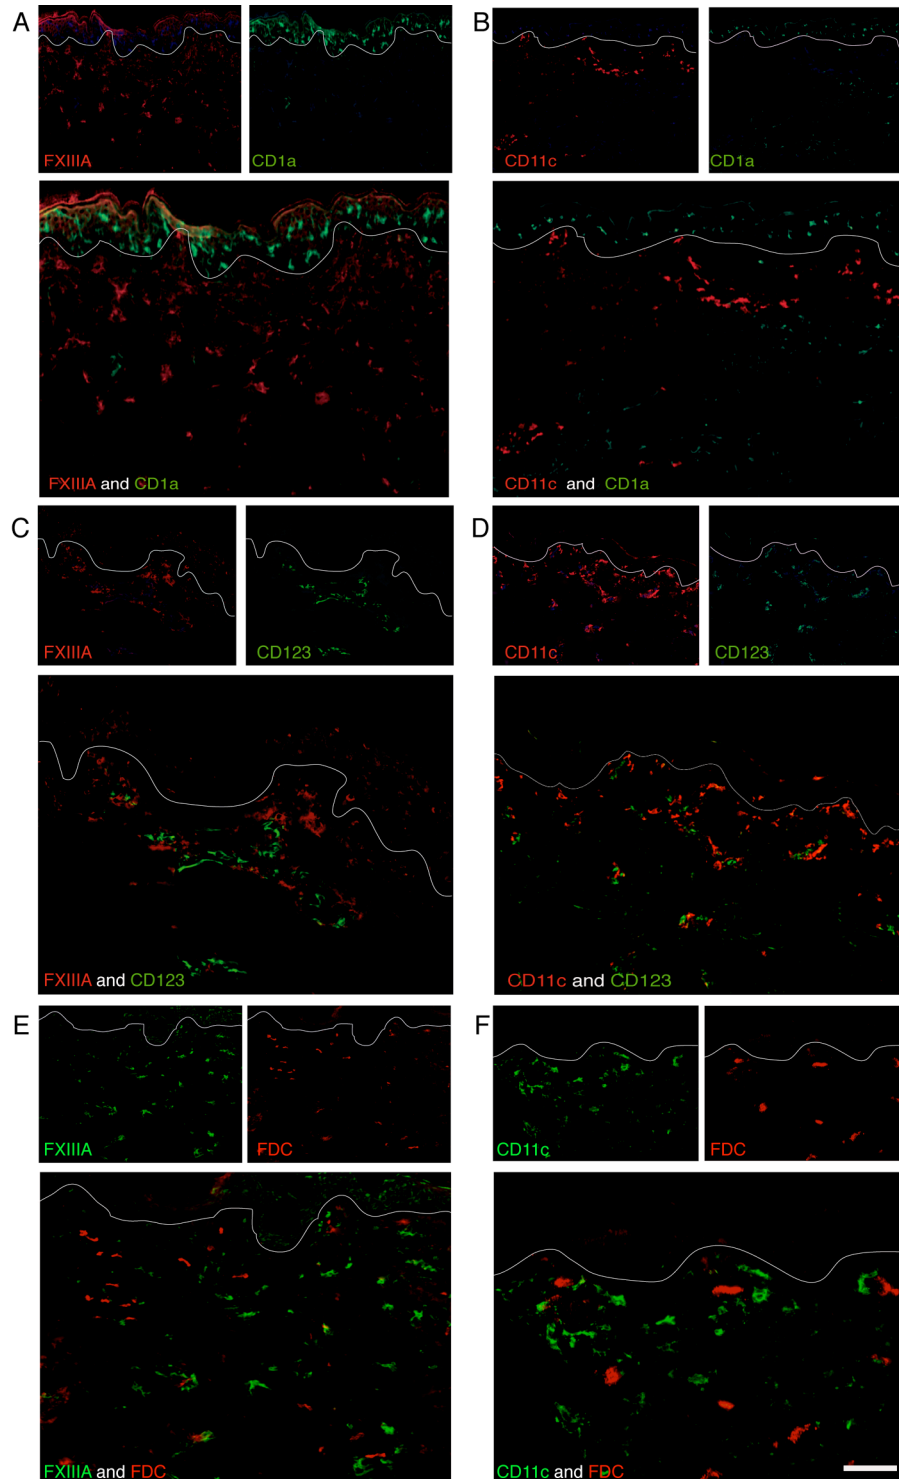 A
FXIIIA
CD1a
FXIIIA and CD1a
B
CD11c
CD1a
CD11c and CD1a
C
FXIIIA
CD123
FXIIIA and CD123
D
CD11c
CD123
CD11c and CD123
E
FXIIIA
FDC
FXIIIA and FDC
F
CD11c
FDC
CD11c and FDC